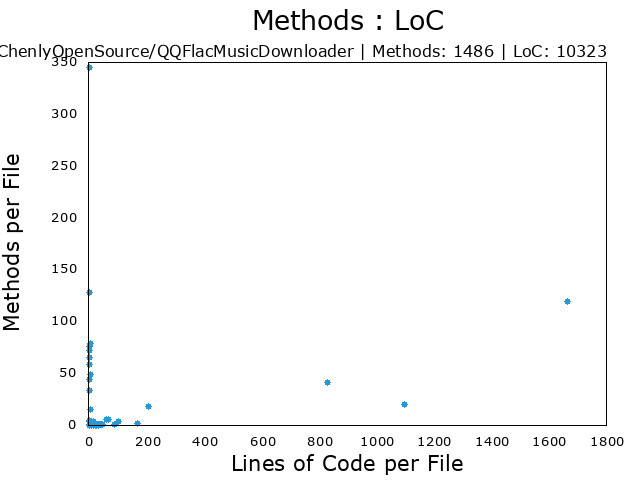 Methods : LoC
ChenlyOpenSource/QQFlacMusicDownloader | Methods: 1486 | LoC: 10323
350
300
250
200
150
100
50
0
Methods per File
0 200 400 600 800 1000 1200 1400 1600 1800
Lines of Code per File